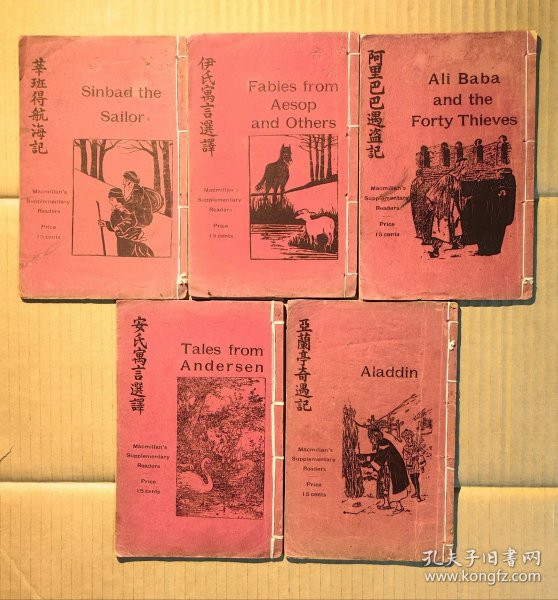 莘班得航海記
Sinbad the
Sailor
Macmillan's
Supplementary
Readers
Price
15 cents
伊氏寓言選譯
Fables from
Aesop
and Others
Macmillan's
Supplementary
Readers
Price
15 cents
阿里巴巴遇盜記
Ali Baba
and the
Forty Thieves
Macmillan's
Supplementary
Readers
Price
15 cents
安氏寓言選譯
Tales from
Andersen
Macmillan's
Supplementary
Readers
Price
15 cents
亞蘭亭奇遇記
Aladdin
Macmillan's
Supplementary
Readers
Price
15 cents
孔夫子旧书网
www.kongfz.com